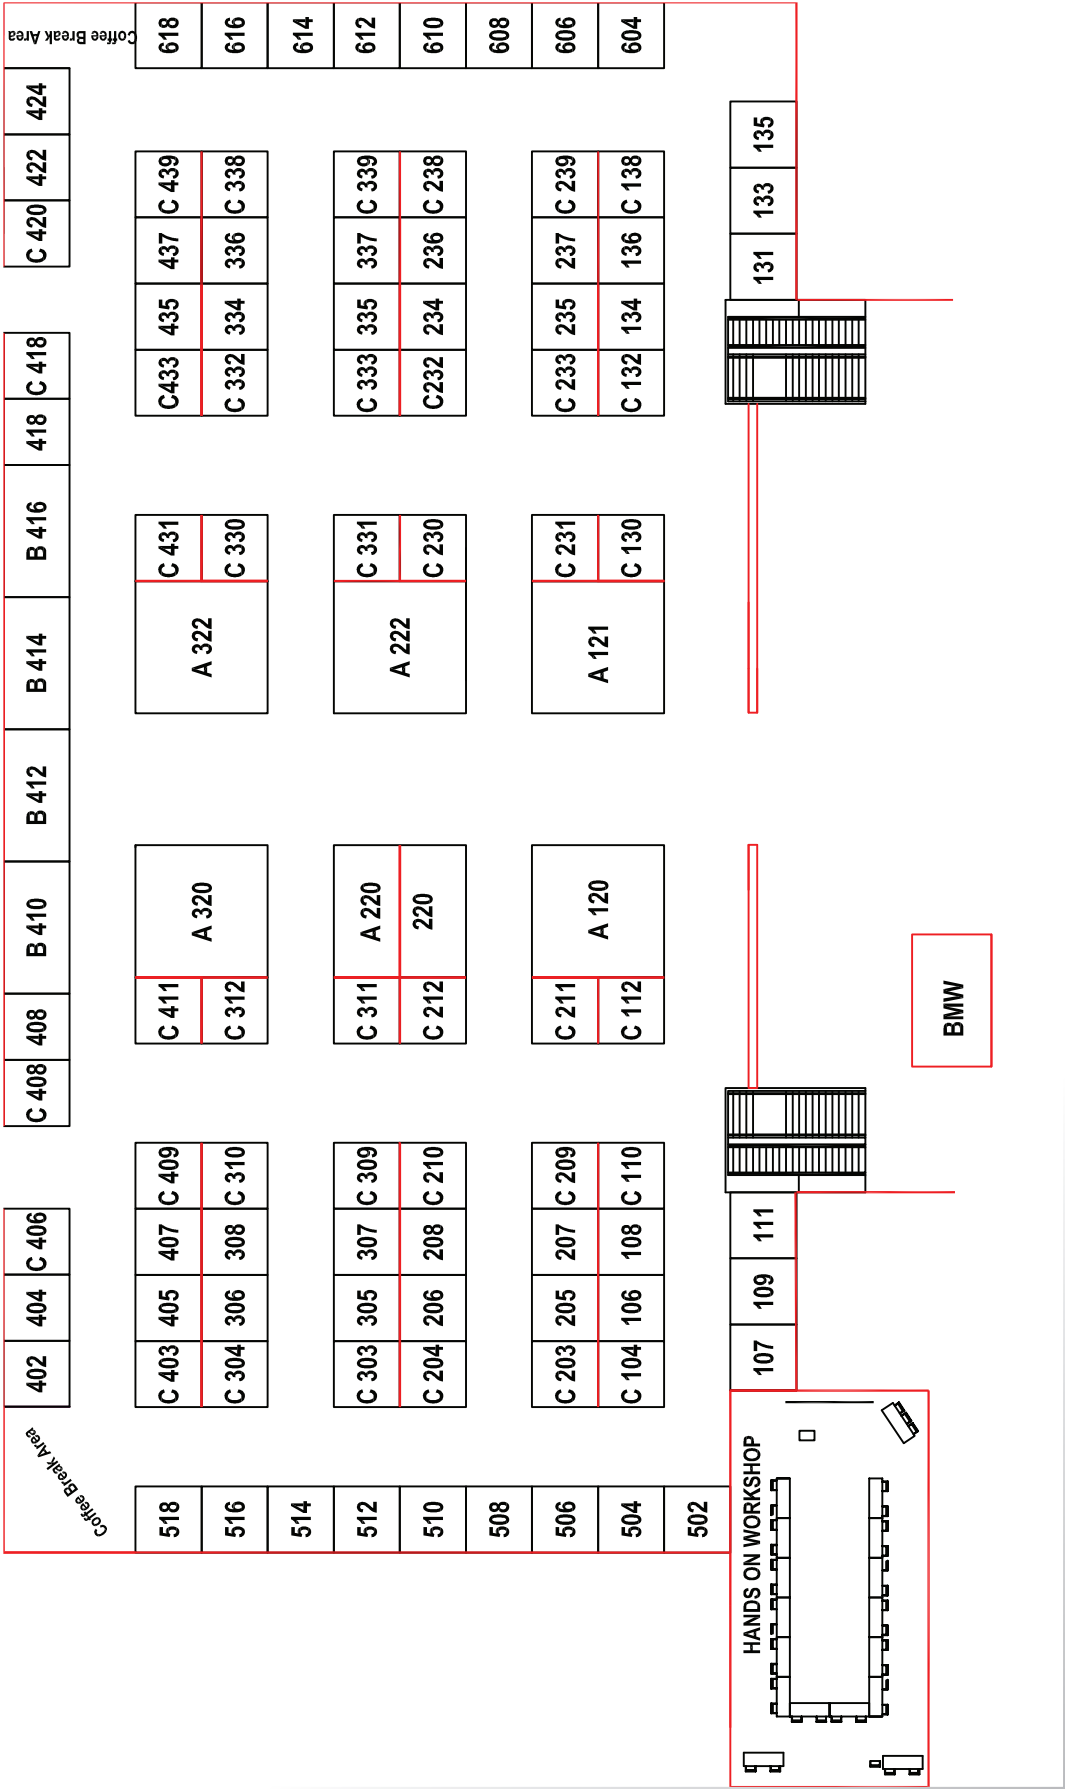 Coffee Break Area
618
616
614
612
610
608
606
604
424
422
C 420
135
133
131
C 439
C 338
C 339
C 238
C 239
C 138
437
336
337
236
237
136
435
334
335
234
235
134
C433
C 332
C 333
C232
C 233
C 132
C 418
418
B 416
B 414
B 412
B 410
408
C 408
C 431
C 330
C 331
C 230
C 231
C 130
A 322
A 222
A 121
A 320
A 220
220
A 120
C 411
C 312
C 311
C 212
C 211
C 112
BMW
C 409
C 310
C 309
C 210
C 209
C 110
C 406
407
308
307
208
207
108
111
404
405
306
305
206
205
106
109
402
C 403
C 304
C 303
C 204
C 203
C 104
107
Coffee Break Area
518
516
514
512
510
508
506
504
502
HANDS ON WORKSHOP